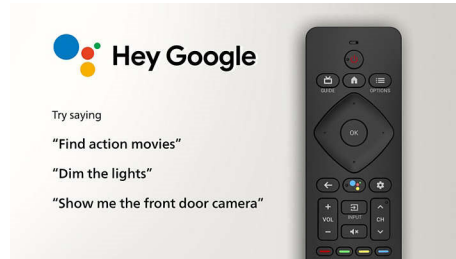 Hey Google
Try saying
“Find action movies”
“Dim the lights”
“Show me the front door camera”
GUIDE
OPTIONS
OK
VOL
INPUT
CH